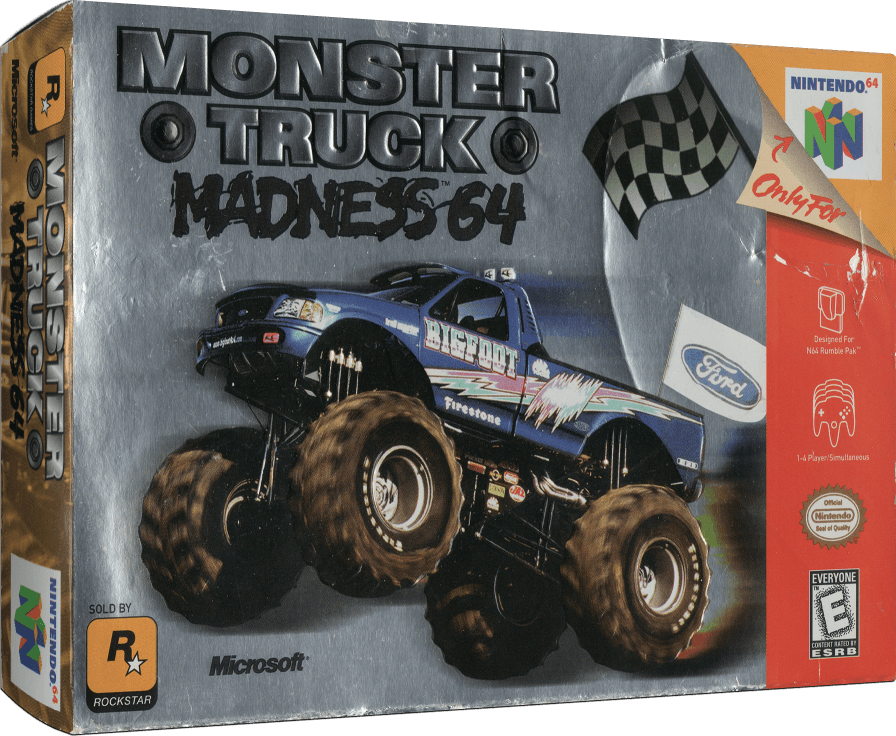 MONSTER
TRUCK
MADNESS™ 64
NINTENDO.64
N
Only For
BIGFOOT
Firestone
Ford
Designed For
N64 Rumble Pak™
1-4 Player/Simultaneous
Official
Nintendo
Seal of Quality
EVERYONE
E
CONTENT RATED BY
ESRB
SOLD BY
R
ROCKSTAR
Microsoft
R
Microsoft
MONSTER
TRUCK
MADNESS 64
NINTENDO.64
N